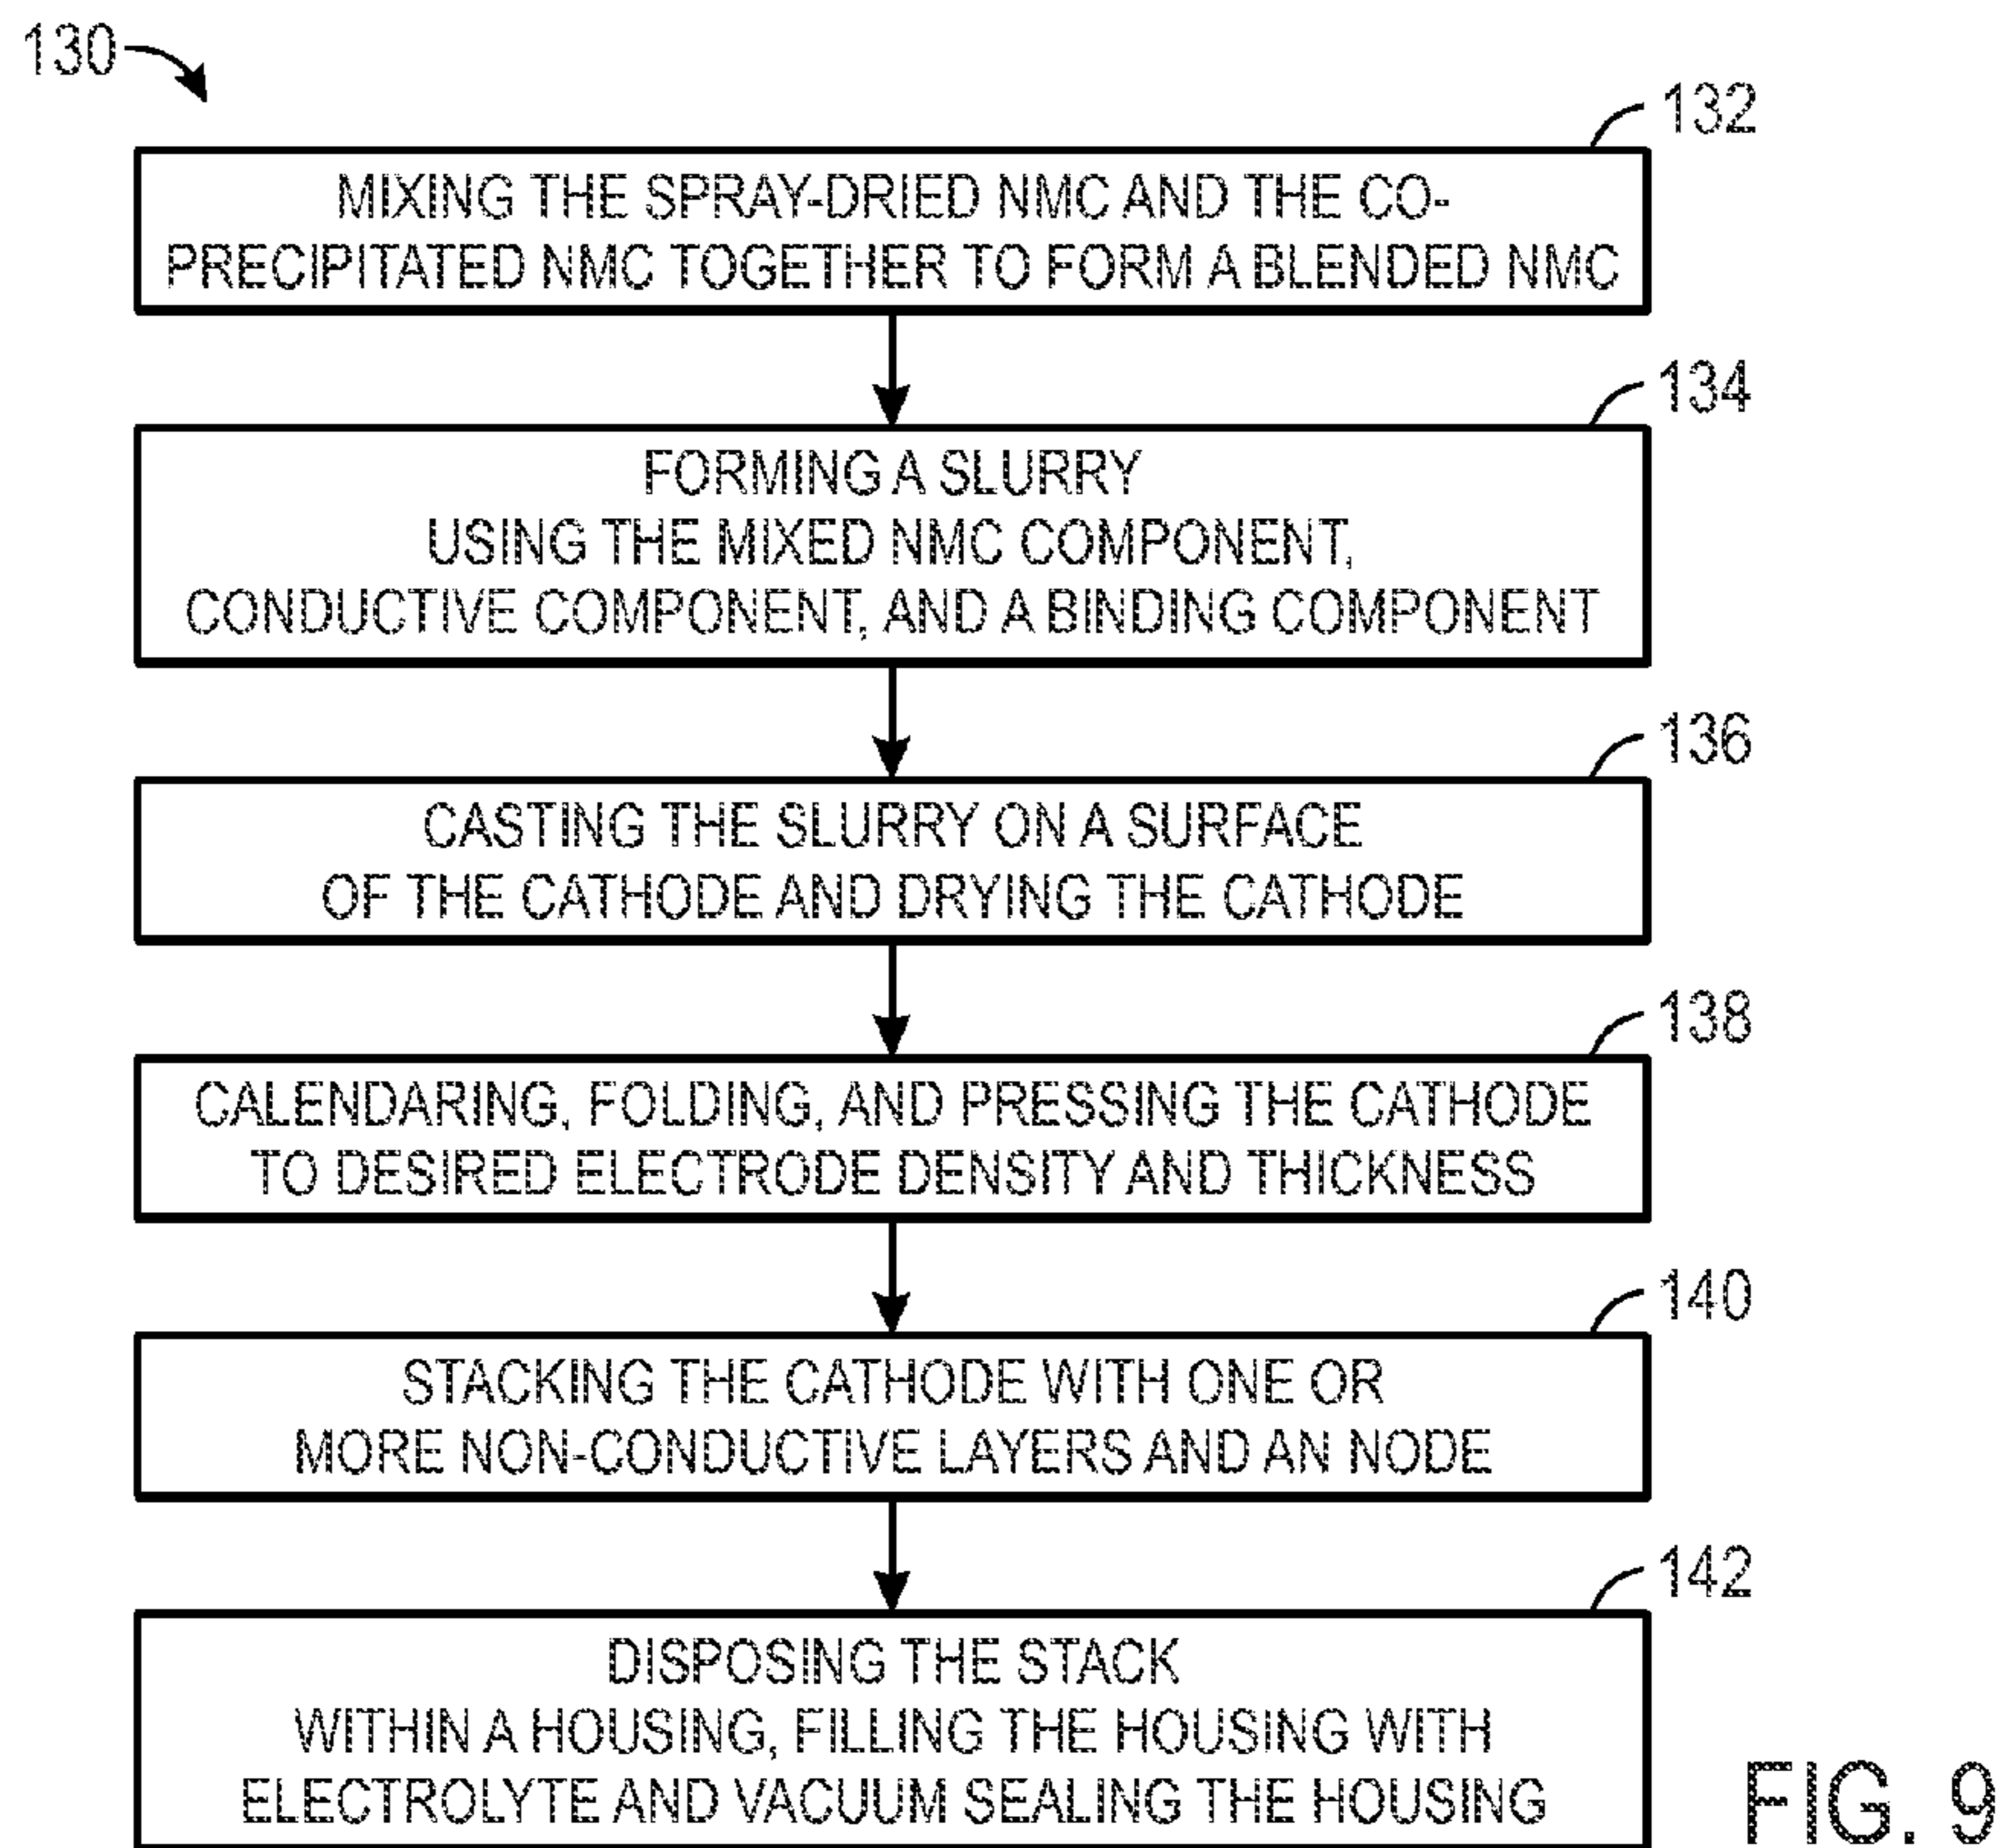 130
132
MIXING THE SPRAY-DRIED NMC AND THE CO-
PRECIPITATED NMC TOGETHER TO FORM A BLENDED NMC
134
FORMING A SLURRY
USING THE MIXED NMC COMPONENT,
CONDUCTIVE COMPONENT, AND A BINDING COMPONENT
136
CASTING THE SLURRY ON A SURFACE
OF THE CATHODE AND DRYING THE CATHODE
138
CALENDARING, FOLDING, AND PRESSING THE CATHODE
TO DESIRED ELECTRODE DENSITY AND THICKNESS
140
STACKING THE CATHODE WITH ONE OR
MORE NON-CONDUCTIVE LAYERS AND AN NODE
142
DISPOSING THE STACK
WITHIN A HOUSING, FILLING THE HOUSING WITH
ELECTROLYTE AND VACUUM SEALING THE HOUSING
FIG. 9